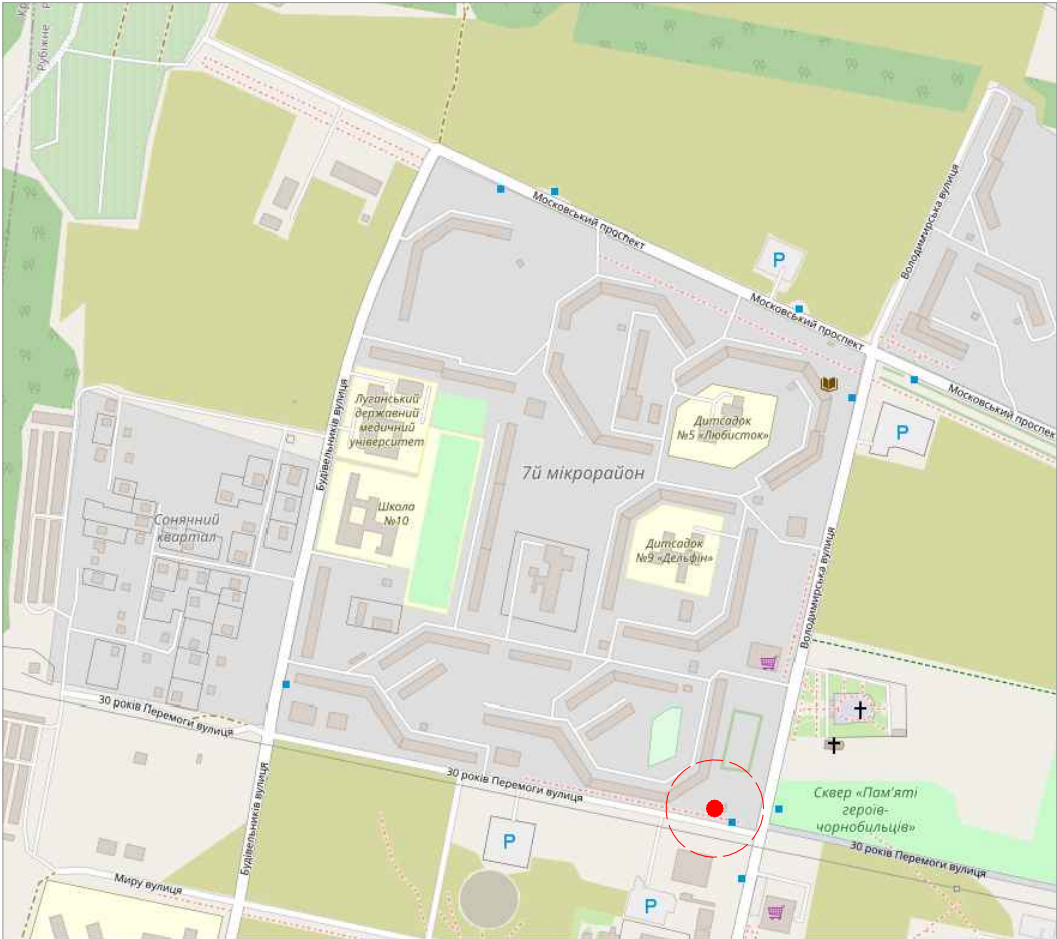 Рубіжне
Московський проспект
Володимирська вулиця
P
Московський проспект
Московський проспек
Луганський
державний
медичний
університет
Дитсадок
№5 «Любисток»
P
Будівельників вулиця
7й мікрорайон
Школа
№10
Сонячний
квартал
Дитсадок
№9 «Дельфін»
Володимирська вулиця
30 років Перемоги вулиця
30 років Перемоги вулиця
Сквер «Пам'яті
героїв-
чорнобильців»
Будівельників вулиця
P
30 років Перемоги вулиця
Миру вулиця
P